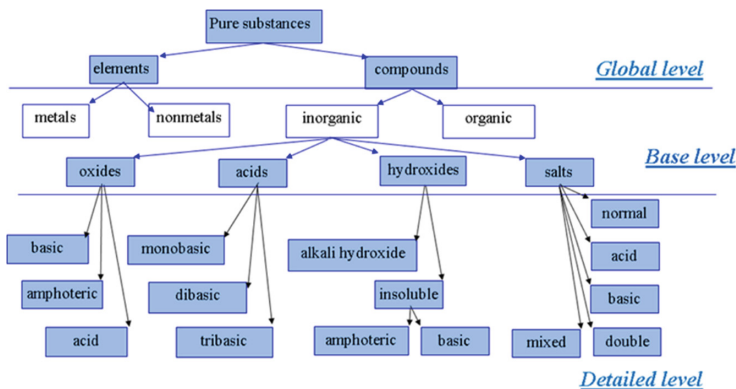 Pure substances
elements
compounds
Global level
metals
nonmetals
inorganic
organic
Base level
oxides
acids
hydroxides
salts
normal
basic
monobasic
alkali hydroxide
acid
amphoteric
dibasic
insoluble
basic
acid
tribasic
amphoteric
basic
mixed
double
Detailed level